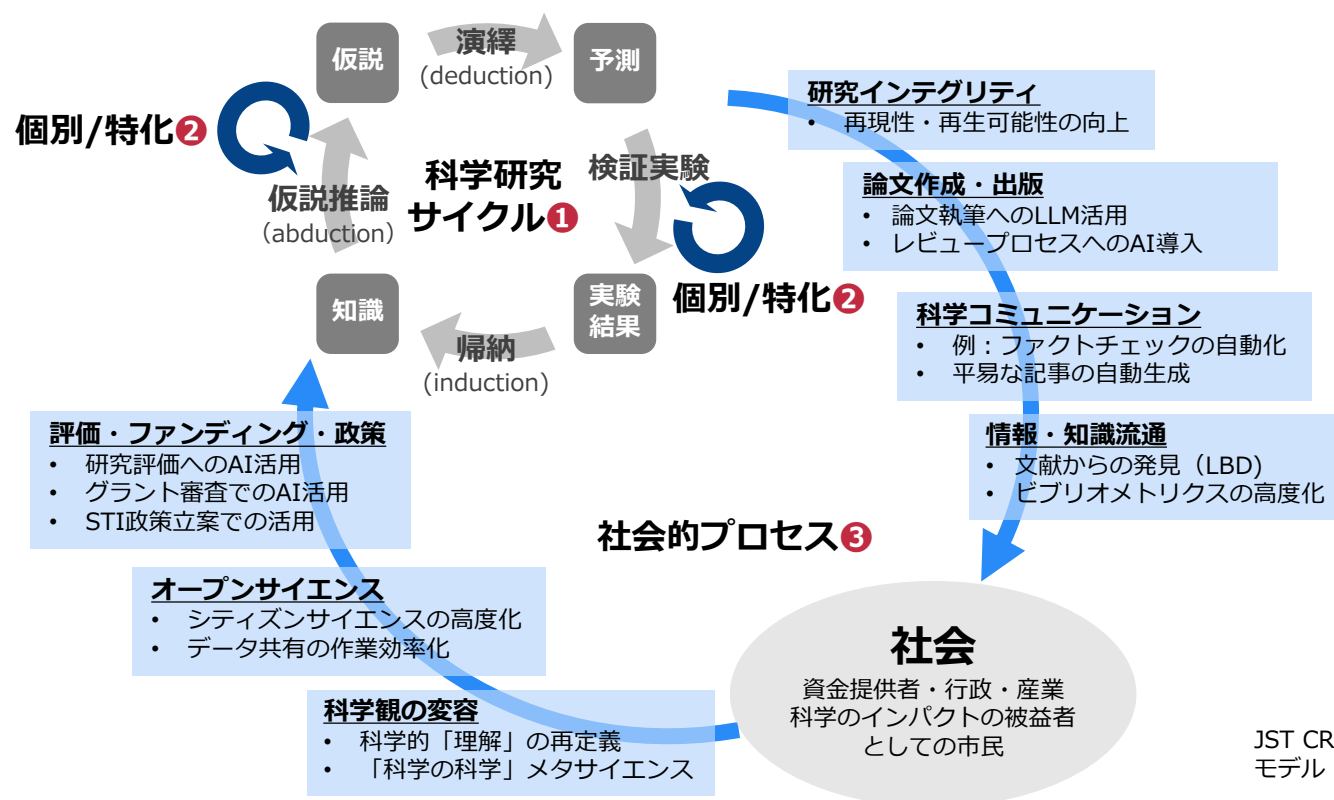 仮説
演繹
(deduction)
予測
個別/特化❷
仮説推論
(abduction)
科学研究
サイクル❶
検証実験
知識
実験
結果
個別/特化❷
帰納
(induction)
研究インテグリティ
• 再現性・再生可能性の向上
論文作成・出版
• 論文執筆へのLLM活用
• レビュープロセスへのAI導入
科学コミュニケーション
• 例：ファクトチェックの自動化
• 平易な記事の自動生成
情報・知識流通
• 文献からの発見（LBD)
• ビブリオメトリクスの高度化
評価・ファンディング・政策
• 研究評価へのAI活用
• グラント審査でのAI活用
• STI政策立案での活用
社会的プロセス❸
オープンサイエンス
• シティズンサイエンスの高度化
• データ共有の作業効率化
科学観の変容
• 科学的「理解」の再定義
• 「科学の科学」メタサイエンス
社会
資金提供者・行政・産業
科学のインパクトの被益者
としての市民
JST CR
モデル